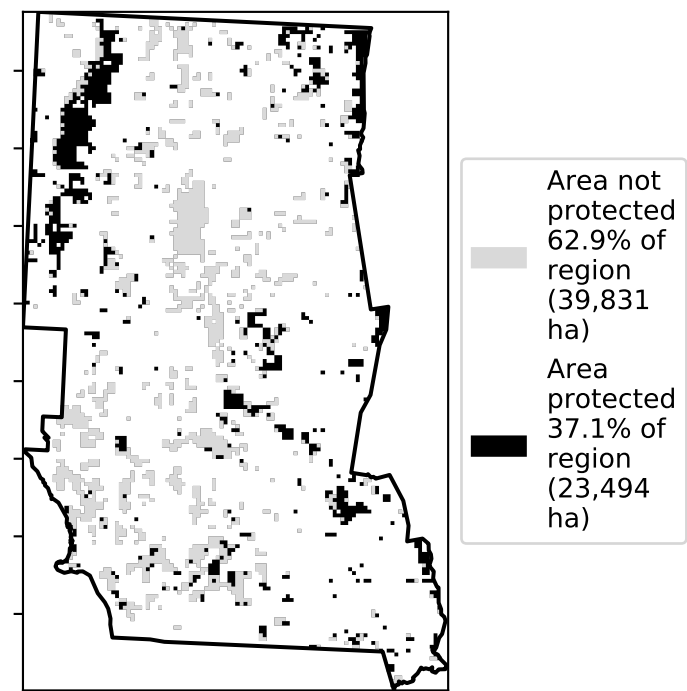 Area not
protected
62.9% of
region
(39,831
ha)
Area
protected
37.1% of
region
(23,494
ha)